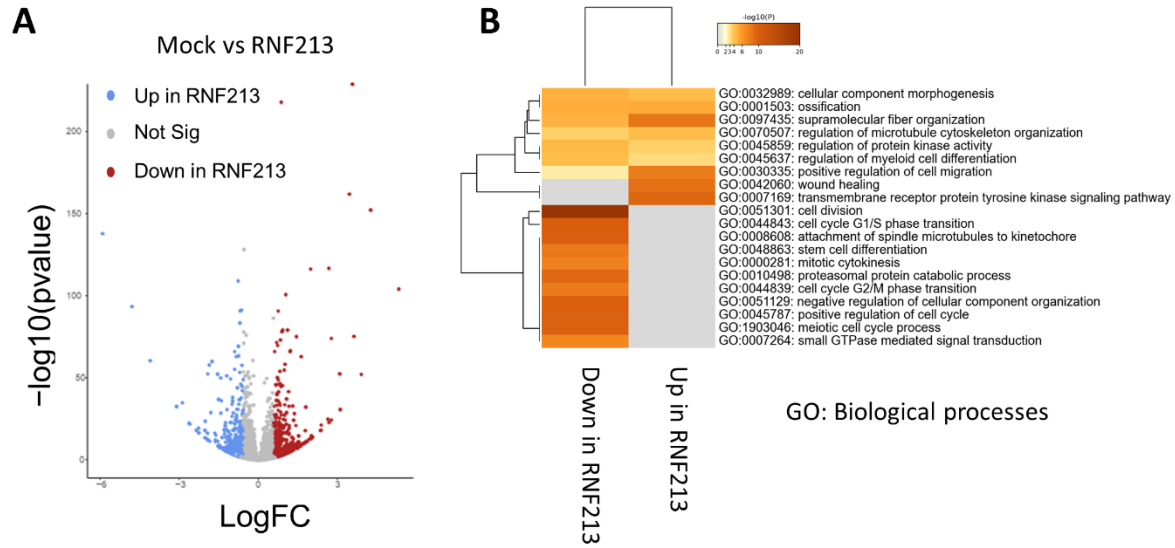 A
Mock vs RNF213
Up in RNF213
Not Sig
Down in RNF213
-log10(pvalue)
200
150
100
50
0
-6
-3
0
3
LogFC
B
-log10(P)
0
2
3
4
6
10
20
GO:0032989: cellular component morphogenesis
GO:0001503: ossification
GO:0097435: supramolecular fiber organization
GO:0070507: regulation of microtubule cytoskeleton organization
GO:0045859: regulation of protein kinase activity
GO:0045637: regulation of myeloid cell differentiation
GO:0030335: positive regulation of cell migration
GO:0042060: wound healing
GO:0007169: transmembrane receptor protein tyrosine kinase signaling pathway
GO:0051301: cell division
GO:0044843: cell cycle G1/S phase transition
GO:0008608: attachment of spindle microtubules to kinetochore
GO:0048863: stem cell differentiation
GO:0000281: mitotic cytokinesis
GO:0010498: proteasomal protein catabolic process
GO:0044839: cell cycle G2/M phase transition
GO:0051129: negative regulation of cellular component organization
GO:0045787: positive regulation of cell cycle
GO:1903046: meiotic cell cycle process
GO:0007264: small GTPase mediated signal transduction
Down in RNF213
Up in RNF213
GO: Biological processes